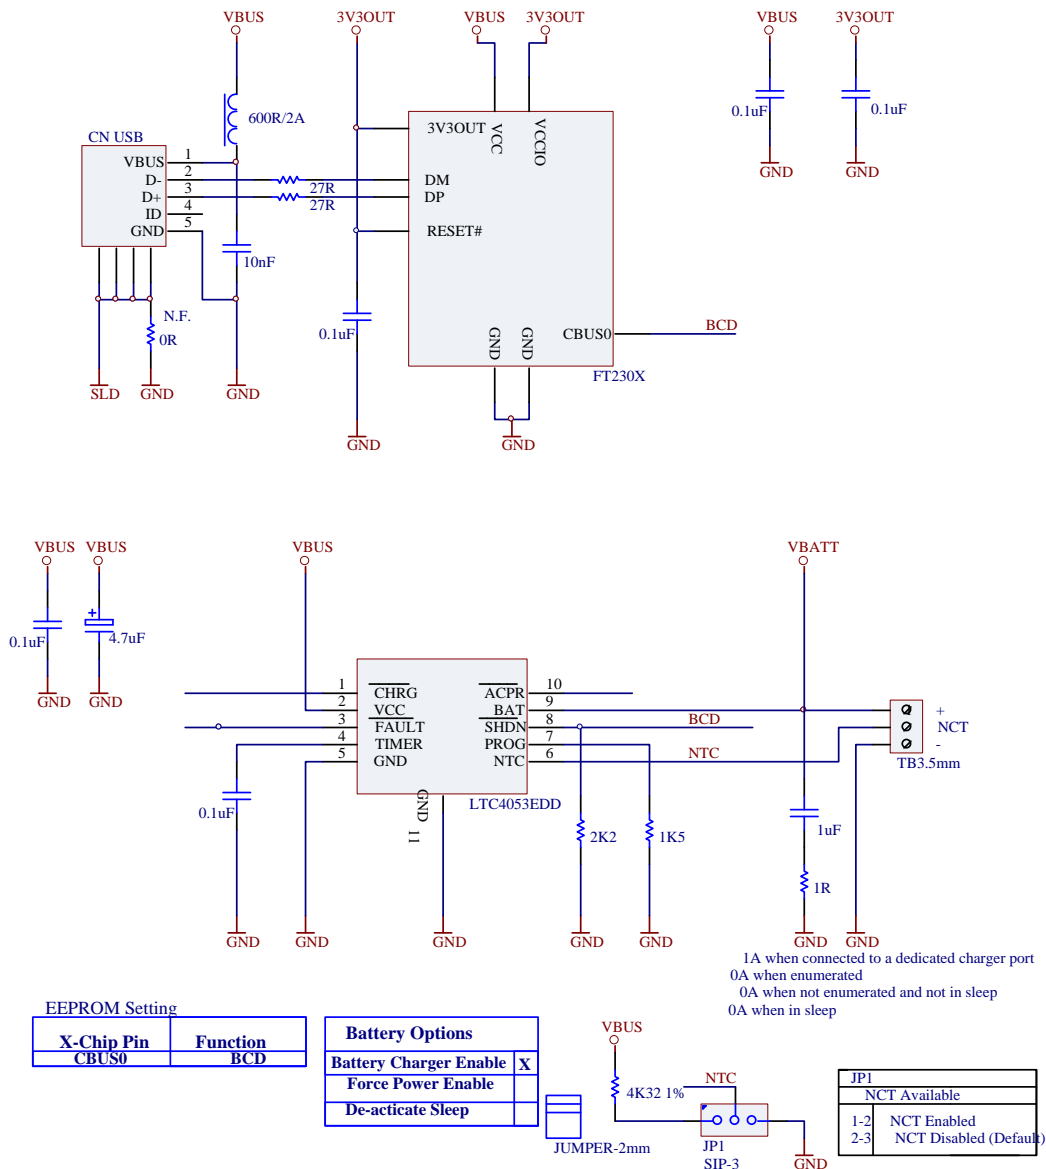 VBUS 3V3OUT VBUS 3V3OUT VBUS 3V3OUT
600R/2A
0.1uF 0.1uF
GND GND
CN USB
VBUS 1
D- 2
D+ 3
ID 4
GND 5
27R
27R
10nF
N.F.
0R
SLD GND GND
0.1uF
GND
3V3OUT VCC VCCIO
DM
DP
RESET#
GND GND
CBUS0 BCD
FT230X
GND
VBUS VBUS VBUS VBATT
0.1uF 4.7uF
GND GND
1 CHRG ACPR 10
2 VCC BAT 9
3 FAULT SHDN 8 BCD
4 TIMER PROG 7
5 GND NTC 6 NTC
GND 11
LTC4053EDD
+
NCT
-
TB3.5mm
0.1uF
2K2 1K5 1uF
1R
GND GND GND GND GND GND GND
1A when connected to a dedicated charger port
0A when enumerated
0A when not enumerated and not in sleep
0A when in sleep
EEPROM Setting
X-Chip Pin Function
CBUS0 BCD
Battery Options
Battery Charger Enable X
Force Power Enable
De-acticate Sleep
JUMPER-2mm
VBUS
4K32 1% NTC
JP1
SIP-3
GND
JP1
NCT Available
1-2 NCT Enabled
2-3 NCT Disabled (Default)